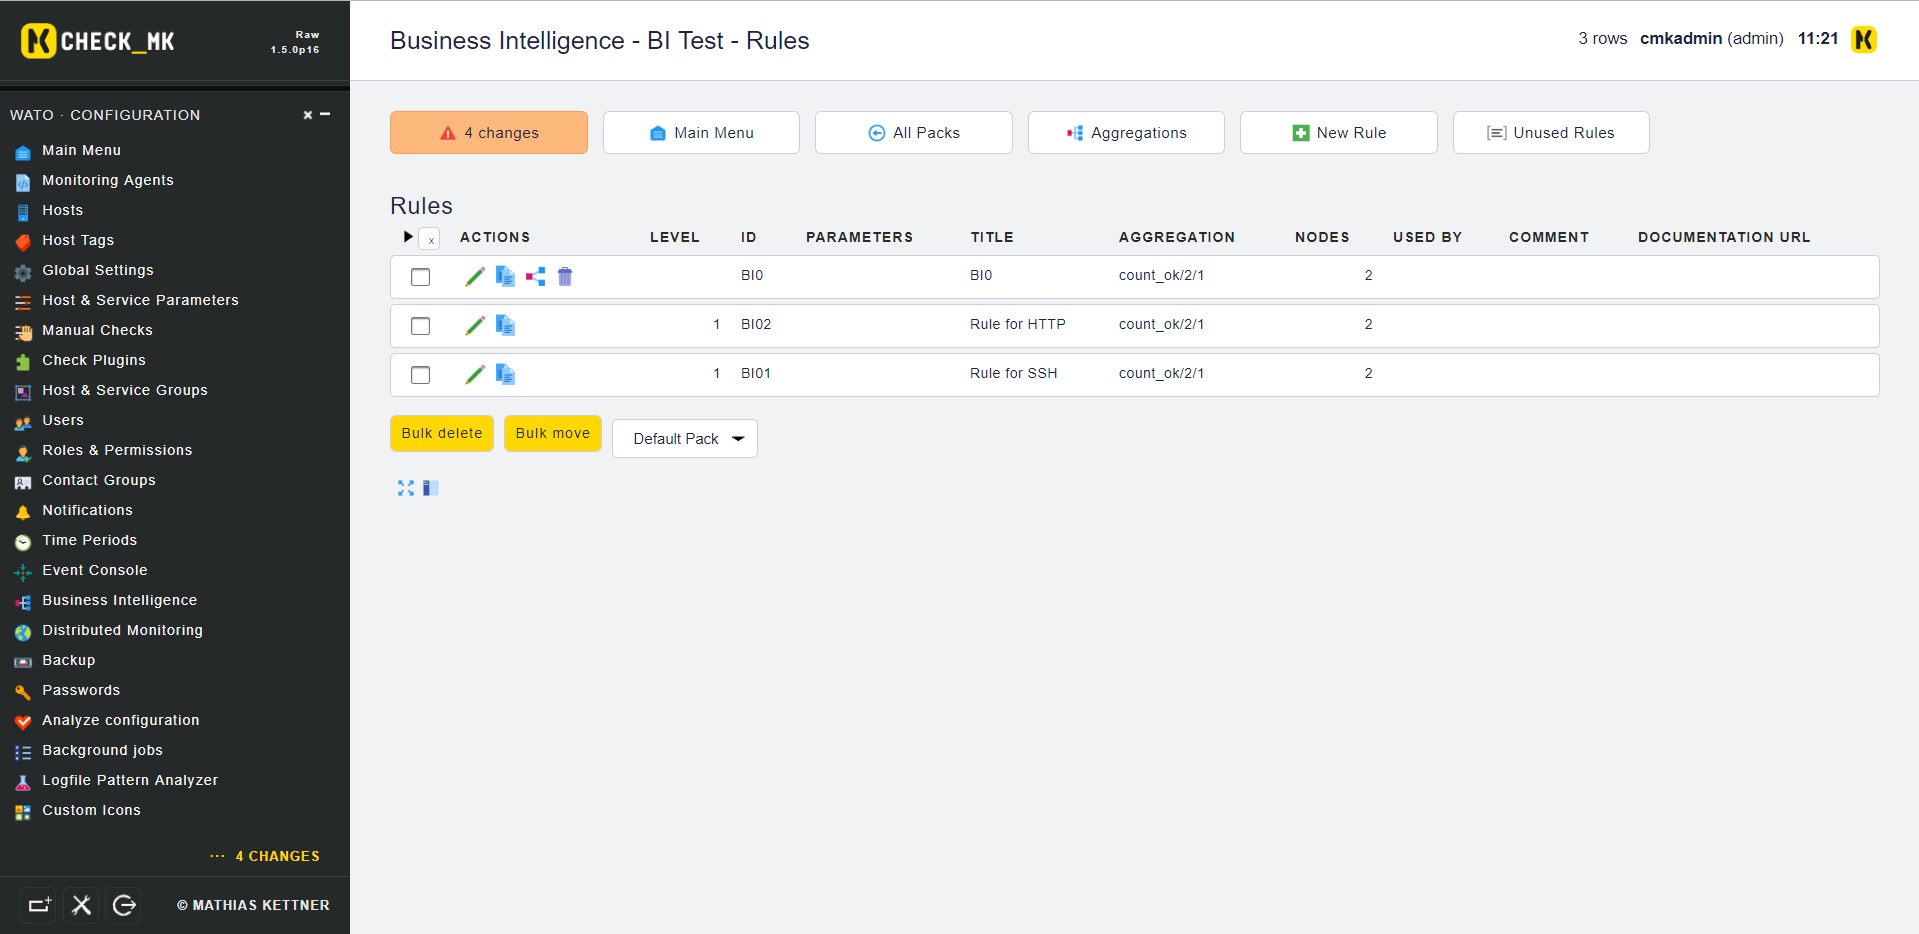 CHECK_MK
Raw
1.5.0p16
Business Intelligence - BI Test - Rules
3 rows cmkadmin (admin) 11:21
WATO · CONFIGURATION
Main Menu
Monitoring Agents
Hosts
Host Tags
Global Settings
Host & Service Parameters
Manual Checks
Check Plugins
Host & Service Groups
Users
Roles & Permissions
Contact Groups
Notifications
Time Periods
Event Console
Business Intelligence
Distributed Monitoring
Backup
Passwords
Analyze configuration
Background jobs
Logfile Pattern Analyzer
Custom Icons
··· 4 CHANGES
© MATHIAS KETTNER
4 changes Main Menu All Packs Aggregations New Rule Unused Rules
Rules
x ACTIONS LEVEL ID PARAMETERS TITLE AGGREGATION NODES USED BY COMMENT DOCUMENTATION URL
BI0 BI0 count_ok/2/1 2
1 BI02 Rule for HTTP count_ok/2/1 2
1 BI01 Rule for SSH count_ok/2/1 2
Bulk delete Bulk move Default Pack